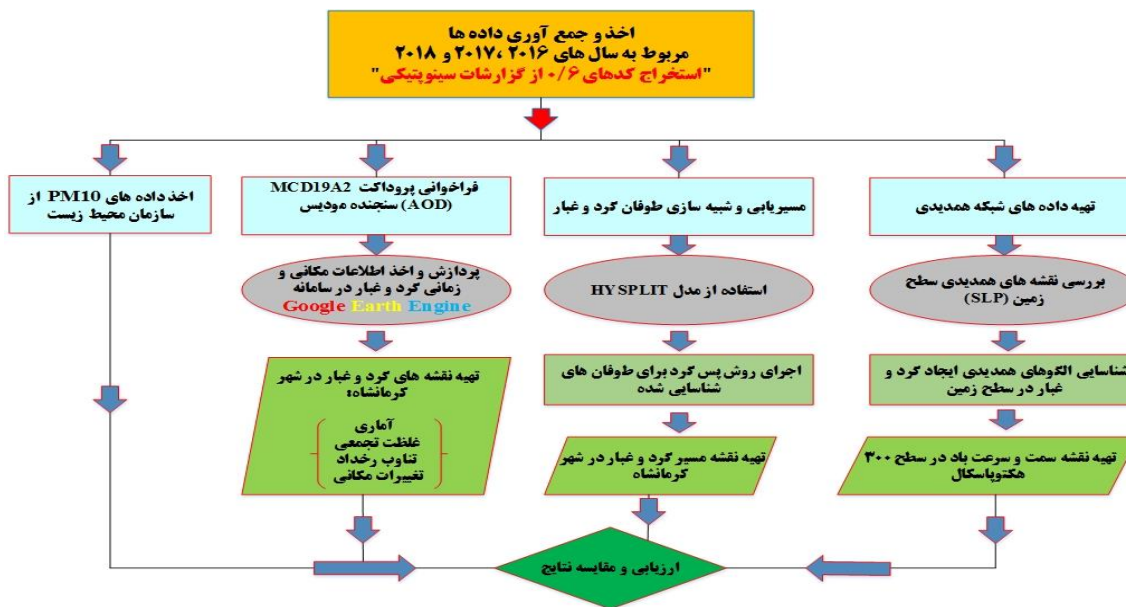 اخذ و جمع آوری داده ها
مربوط به سال های ۲۰۱۶ ،۲۰۱۷ و ۲۰۱۸
"استخراج کدهای ۰/۶ از گزارشات سینوپتیکی"
تهیه داده های شبکه همدیدی
بررسی نقشه های همدیدی سطح
زمین (SLP)
شناسایی الگوهای همدیدی ایجاد گرد و
غبار در سطح زمین
تهیه نقشه سمت و سرعت باد در سطح ۳۰۰
هکتوپاسکال
مسیریابی و شبیه سازی طوفان گرد و غبار
استفاده از مدل HYSPLIT
اجرای روش پس گرد برای طوفان های
شناسایی شده
تهیه نقشه مسیر گرد و غبار در شهر
کرمانشاه
فراخوانی پروداکت MCD19A2
(AOD) سنجنده مودیس
پردازش و اخذ اطلاعات مکانی و
زمانی گرد و غبار در سامانه
Google Earth Engine
تهیه نقشه های گرد و غبار در شهر
کرمانشاه:
آماری
غلظت تجمعی
تناوب رخداد
تغییرات مکانی
اخذ داده های PM10 از
سازمان محیط زیست
ارزیابی و مقایسه نتایج